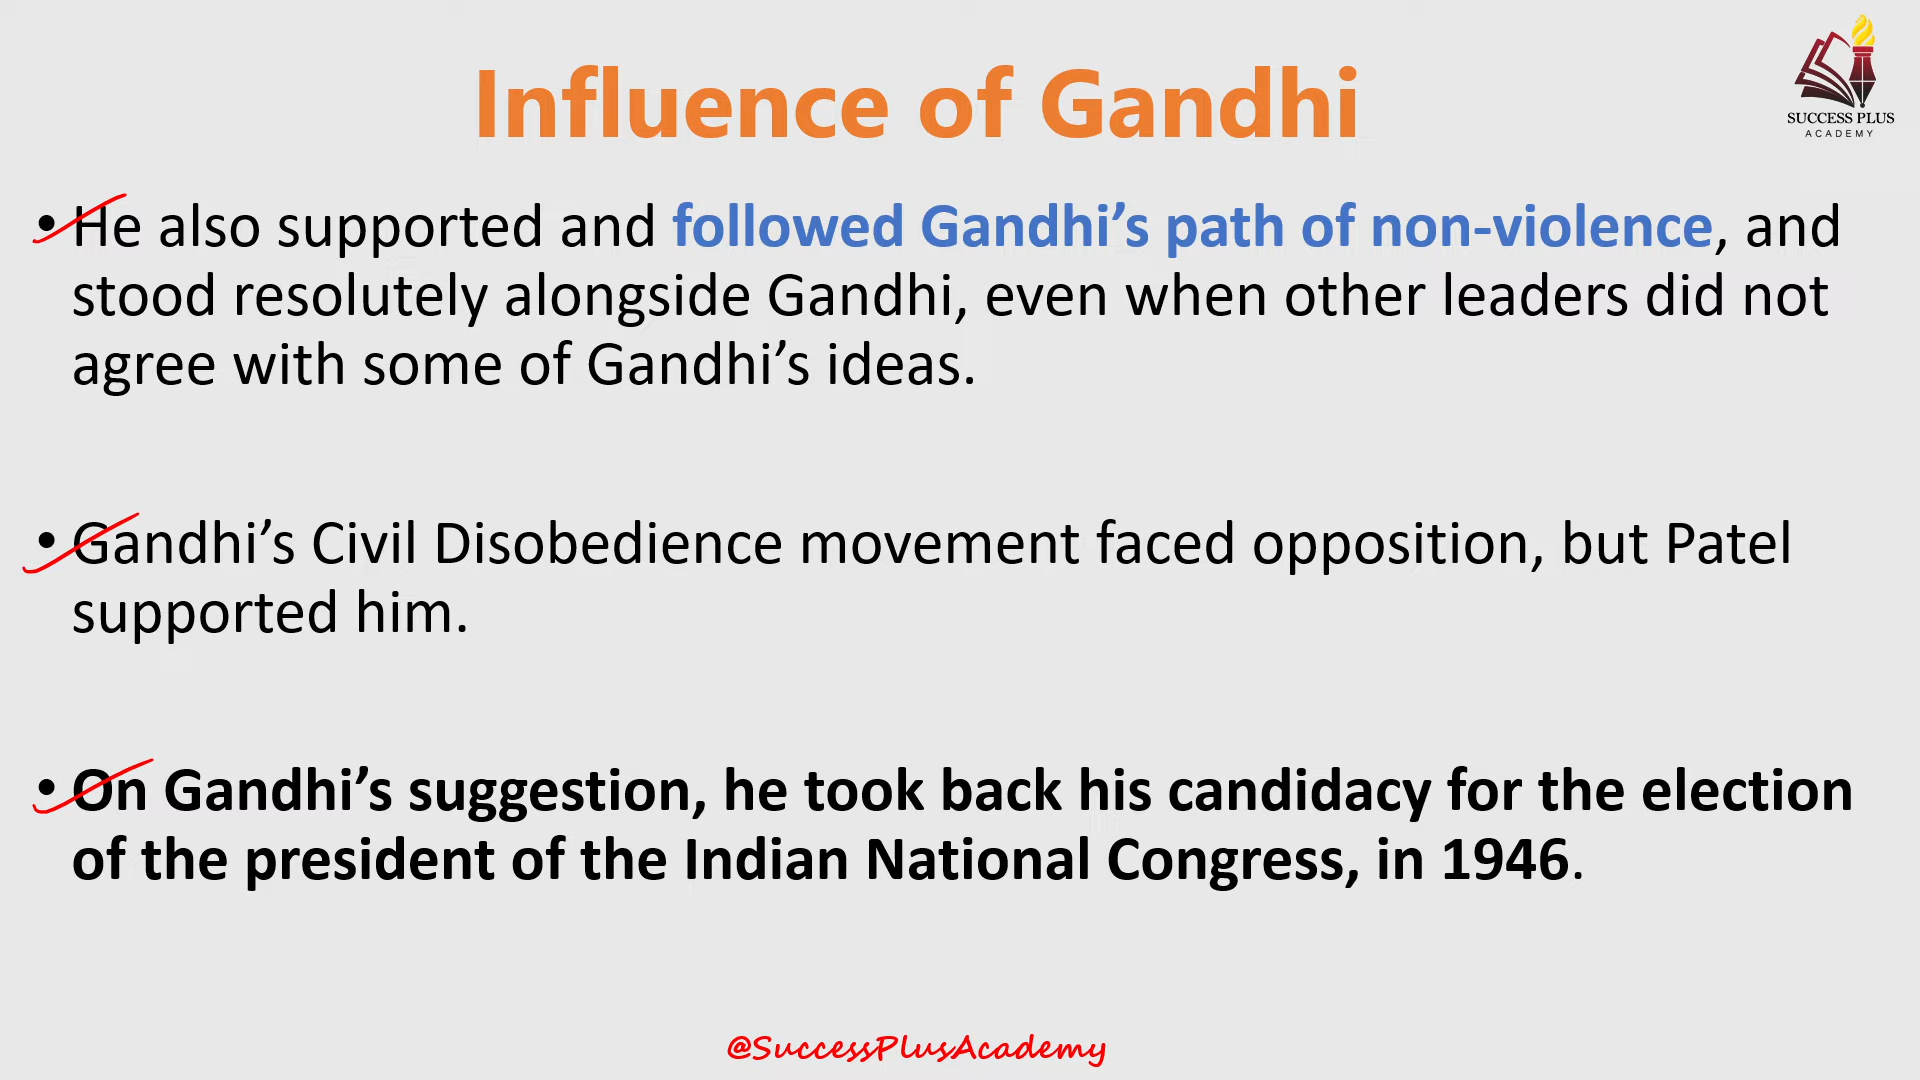 Influence of Gandhi
SUCCESS PLUS
ACADEMY
• He also supported and followed Gandhi’s path of non-violence, and
stood resolutely alongside Gandhi, even when other leaders did not
agree with some of Gandhi’s ideas.
• Gandhi’s Civil Disobedience movement faced opposition, but Patel
supported him.
• On Gandhi’s suggestion, he took back his candidacy for the election
of the president of the Indian National Congress, in 1946.
@SuccessPlusAcademy